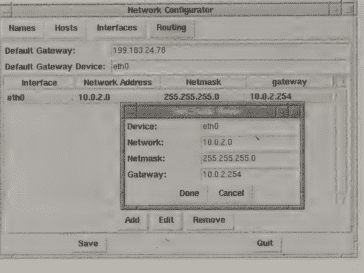 Network Configurator
Names Hosts Interfaces Routing
Default Gateway: 199.183.24.76
Default Gateway Device: eth0
Interface Network Address Netmask gateway
eth0 10.0.2.0 255.255.255.0 10.0.2.254
Device: eth0
Network: 10.0.2.0
Netmask: 255.255.255.0
Gateway: 10.0.2.254
Done Cancel
Add Edit Remove
Save Quit